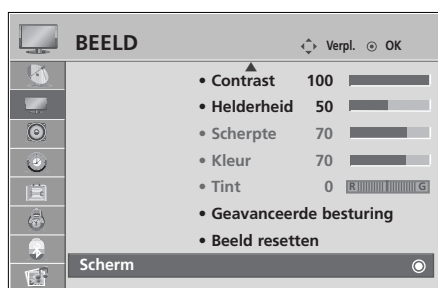 BEELD Verpl. OK
• Contrast 100
• Helderheid 50
• Scherpte 70
• Kleur 70
• Tint 0 R G
• Geavanceerde besturing
• Beeld resetten
Scherm